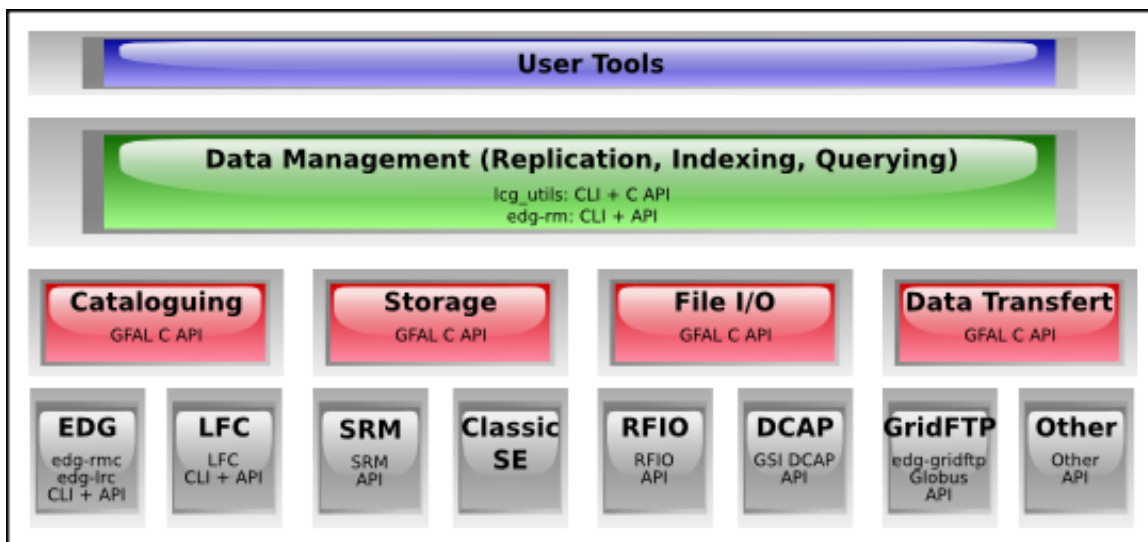 User Tools
Data Management (Replication, Indexing, Querying)
lcg_utils: CLI + C API
edg-rm: CLI + API
Cataloguing
GFAL C API
Storage
GFAL C API
File I/O
GFAL C API
Data Transfert
GFAL C API
EDG
edg-rmc
edg-lrc
CLI + API
LFC
LFC
CLI + API
SRM
SRM
API
Classic
SE
RFIO
RFIO
API
DCAP
GSI DCAP
API
GridFTP
edg-gridftp
Globus
API
Other
Other
API